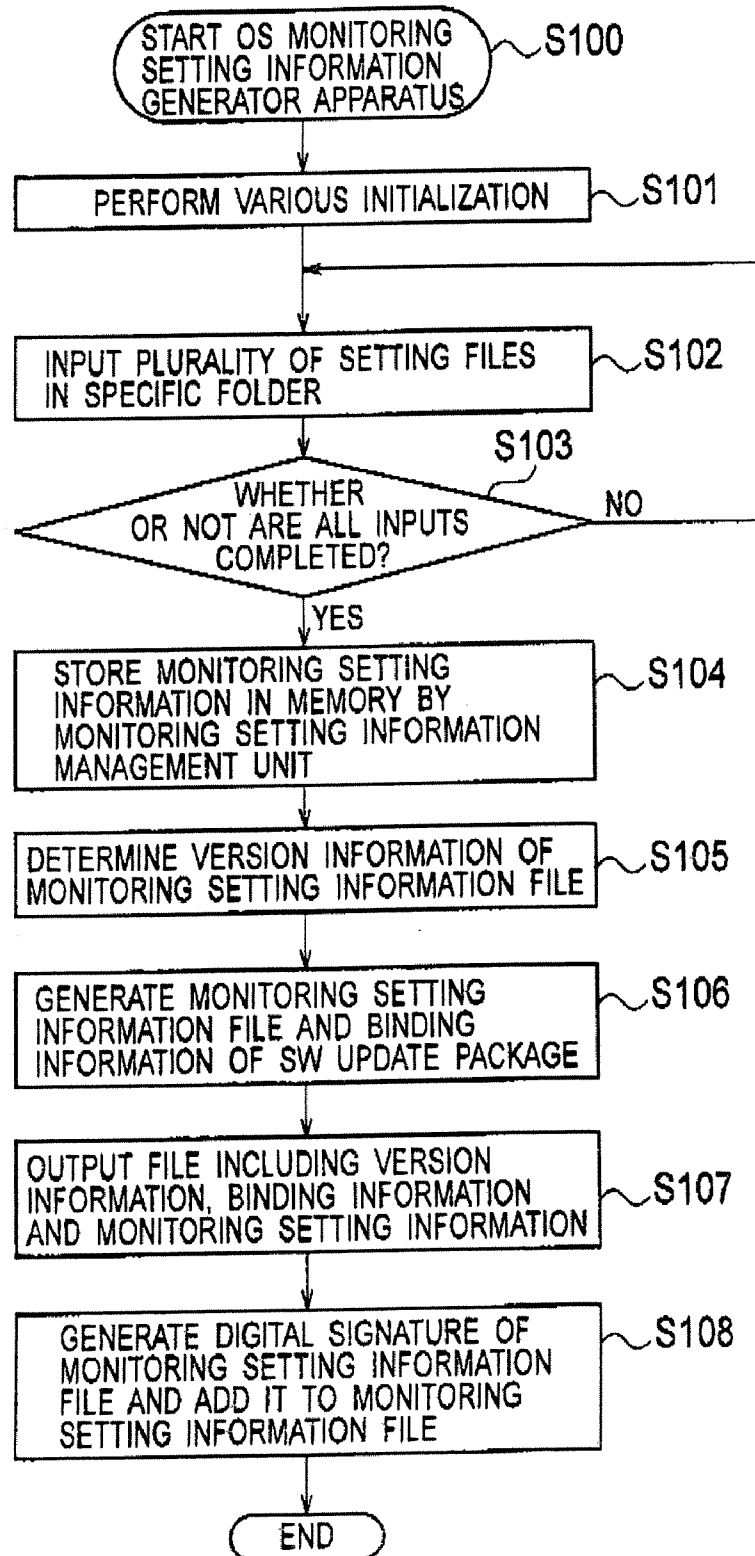 START OS MONITORING
SETTING INFORMATION
GENERATOR APPARATUS
S100
PERFORM VARIOUS INITIALIZATION
S101
INPUT PLURALITY OF SETTING FILES
IN SPECIFIC FOLDER
S102
S103
WHETHER
OR NOT ARE ALL INPUTS
COMPLETED?
NO
YES
STORE MONITORING SETTING
INFORMATION IN MEMORY BY
MONITORING SETTING INFORMATION
MANAGEMENT UNIT
S104
DETERMINE VERSION INFORMATION OF
MONITORING SETTING INFORMATION FILE
S105
GENERATE MONITORING SETTING
INFORMATION FILE AND BINDING
INFORMATION OF SW UPDATE PACKAGE
S106
OUTPUT FILE INCLUDING VERSION
INFORMATION, BINDING INFORMATION
AND MONITORING SETTING INFORMATION
S107
GENERATE DIGITAL SIGNATURE OF
MONITORING SETTING INFORMATION
FILE AND ADD IT TO MONITORING
SETTING INFORMATION FILE
S108
END